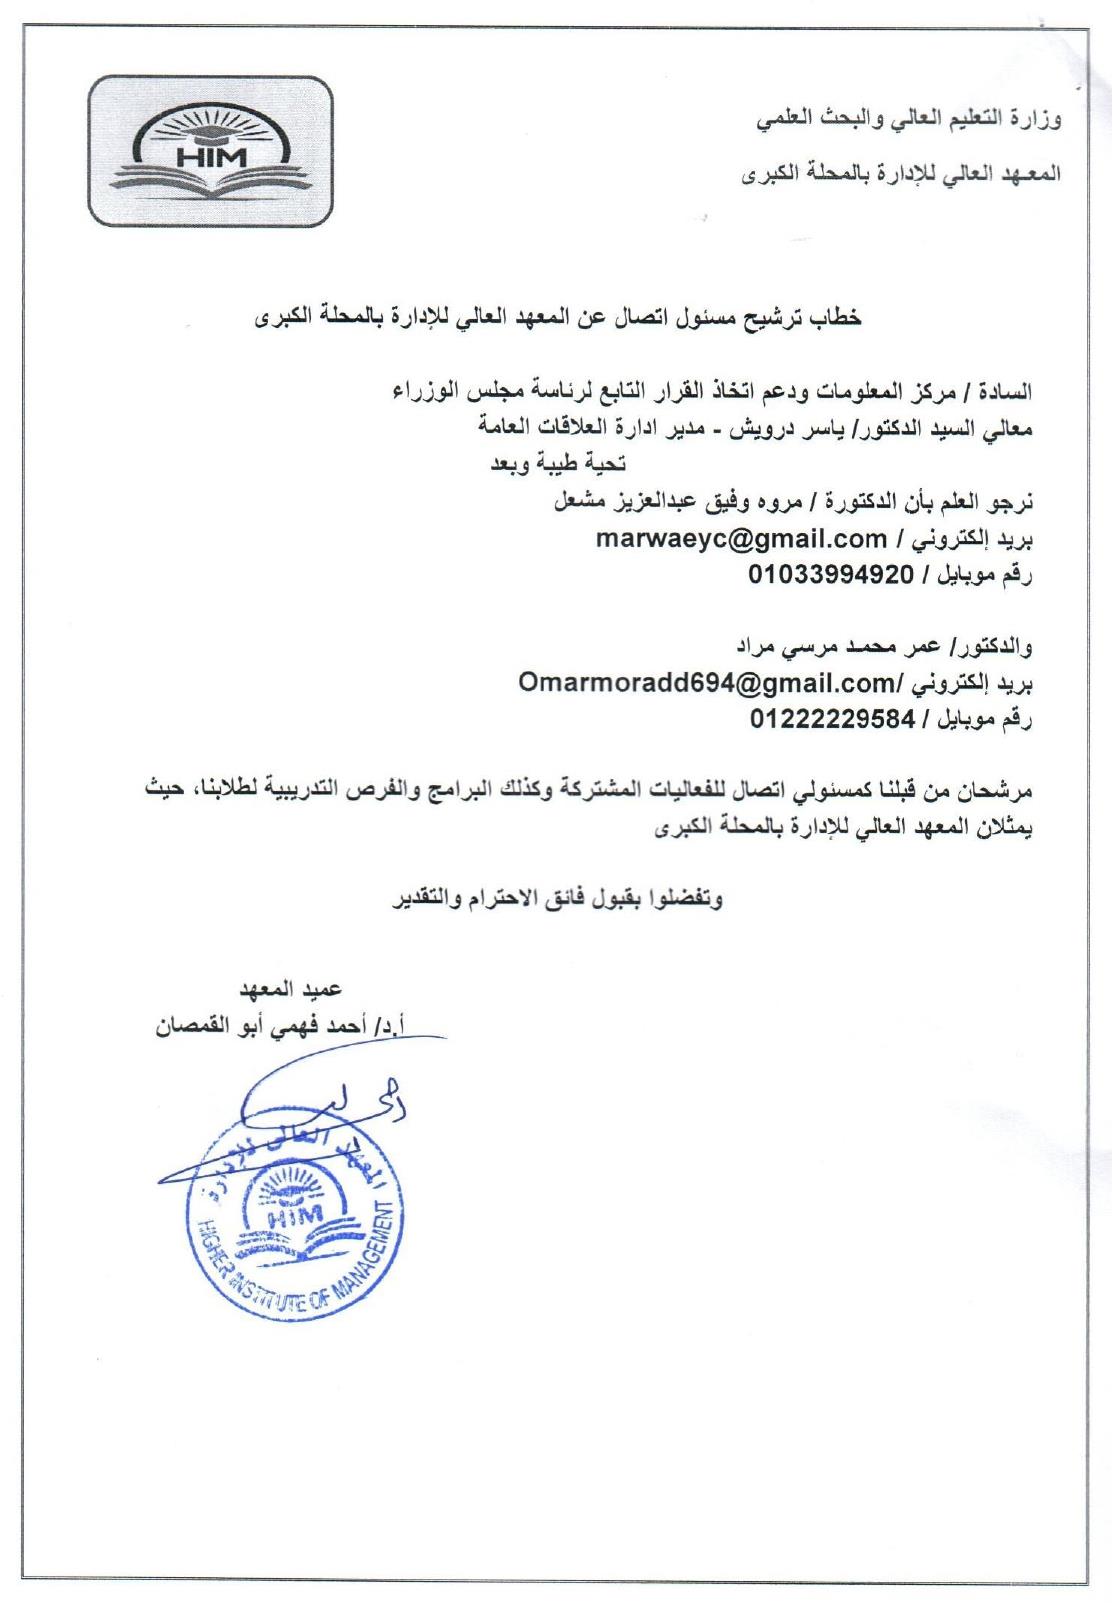 HIM
وزارة التعليم العالي والبحث العلمي
المعهد العالي للإدارة بالمحلة الكبرى
خطاب ترشيح مسئول اتصال عن المعهد العالي للإدارة بالمحلة الكبرى
السادة / مركز المعلومات ودعم اتخاذ القرار التابع لرئاسة مجلس الوزراء
معالي السيد الدكتور/ ياسر درويش - مدير ادارة العلاقات العامة
تحية طيبة وبعد
نرجو العلم بأن الدكتورة / مروه وفيق عبدالعزيز مشعل
بريد إلكتروني / marwaeyc@gmail.com
رقم موبايل / 01033994920
والدكتور/ عمر محمد مرسي مراد
بريد إلكتروني /Omarmoradd694@gmail.com
رقم موبايل / 01222229584
مرشحان من قبلنا كمسئولي اتصال للفعاليات المشتركة وكذلك البرامج والفرص التدريبية لطلابنا، حيث
يمثلان المعهد العالي للإدارة بالمحلة الكبرى
وتفضلوا بقبول فائق الاحترام والتقدير
عميد المعهد
أ.د/ أحمد فهمي أبو القمصان
المعهد العالى للإدارة
HIM
HIGHER INSTITUTE OF MANAGEMENT